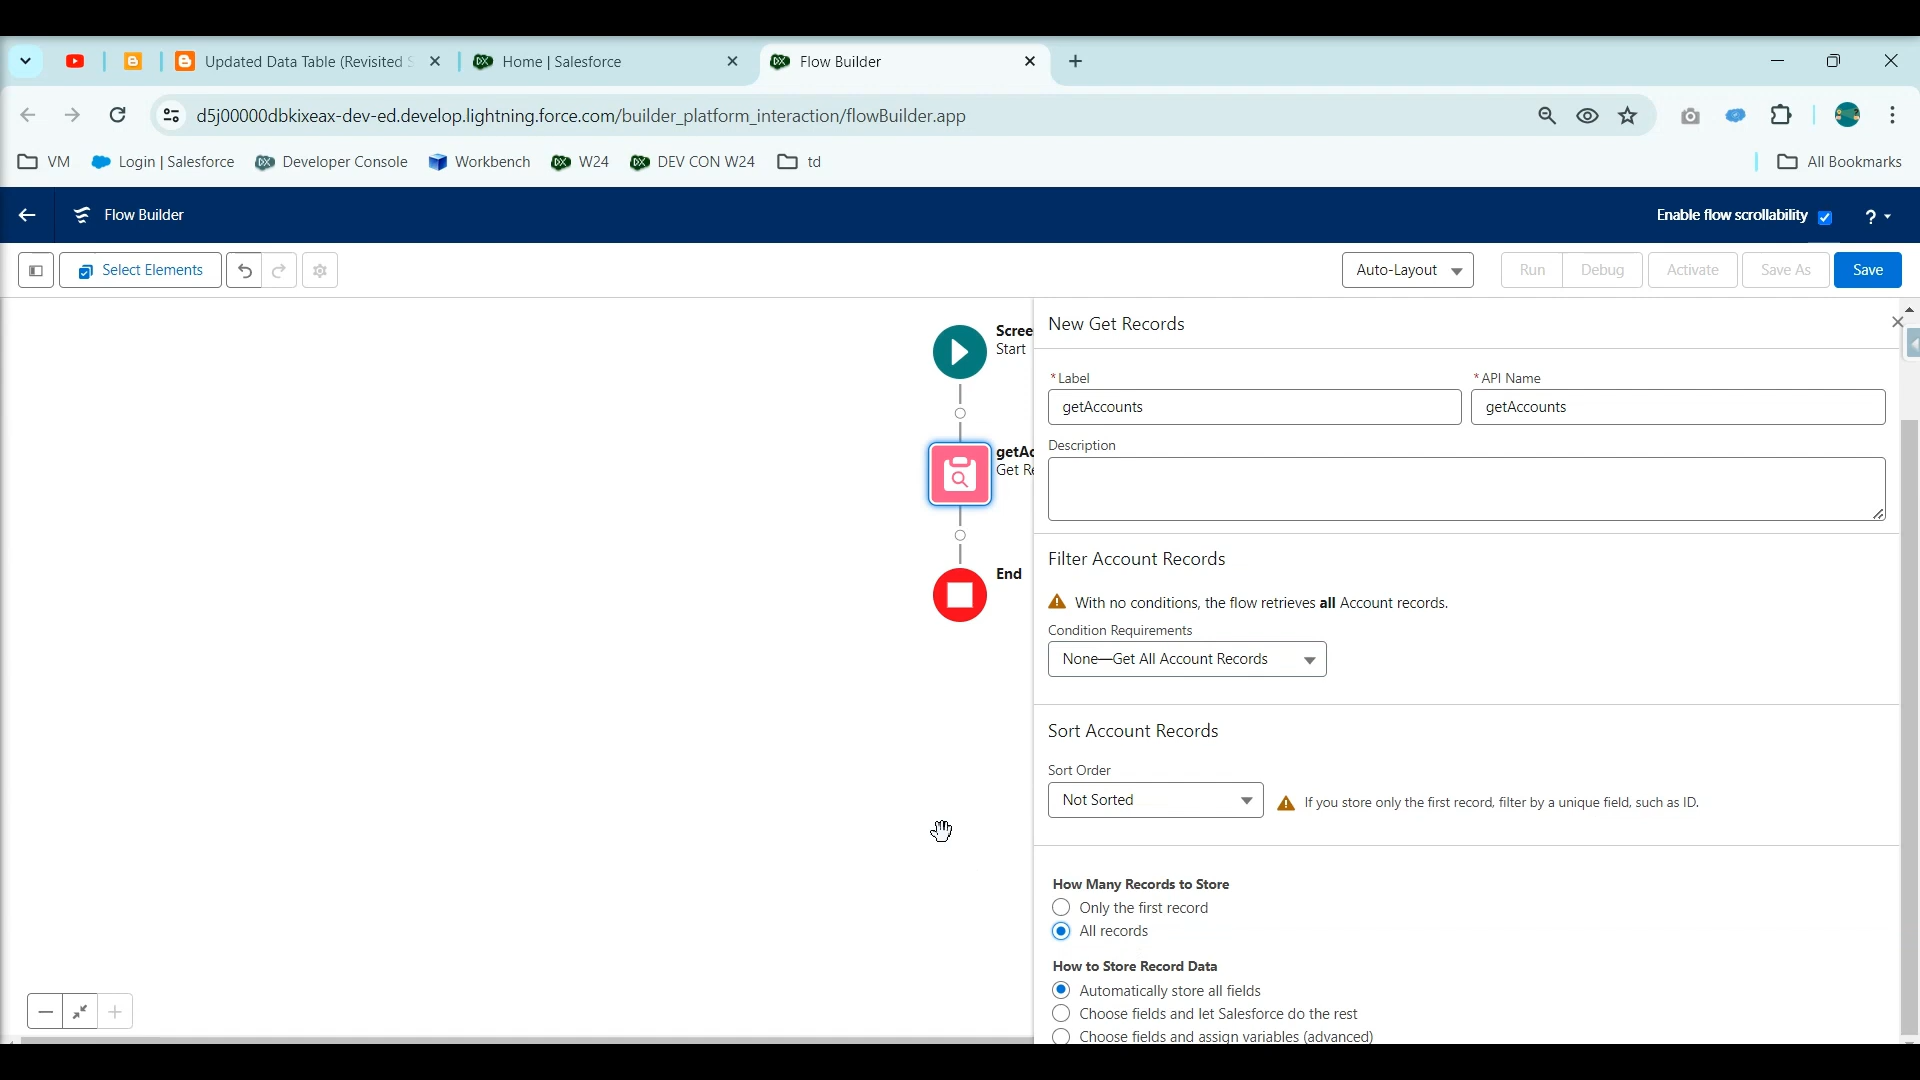 Updated Data Table (Revisited
Home | Salesforce
Flow Builder
d5j00000dbkixeax-dev-ed.develop.lightning.force.com/builder_platform_interaction/flowBuilder.app
VM
Login | Salesforce
Developer Console
Workbench
W24
DEV CON W24
td
All Bookmarks
Flow Builder
Enable flow scrollability
?
Select Elements
Auto-Layout
Run
Debug
Activate
Save As
Save
Scree
Start
getAc
Get Re
End
New Get Records
* Label
* API Name
getAccounts
getAccounts
Description
Filter Account Records
With no conditions, the flow retrieves all Account records.
Condition Requirements
None—Get All Account Records
Sort Account Records
Sort Order
Not Sorted
If you store only the first record, filter by a unique field, such as ID.
How Many Records to Store
Only the first record
All records
How to Store Record Data
Automatically store all fields
Choose fields and let Salesforce do the rest
Choose fields and assign variables (advanced)